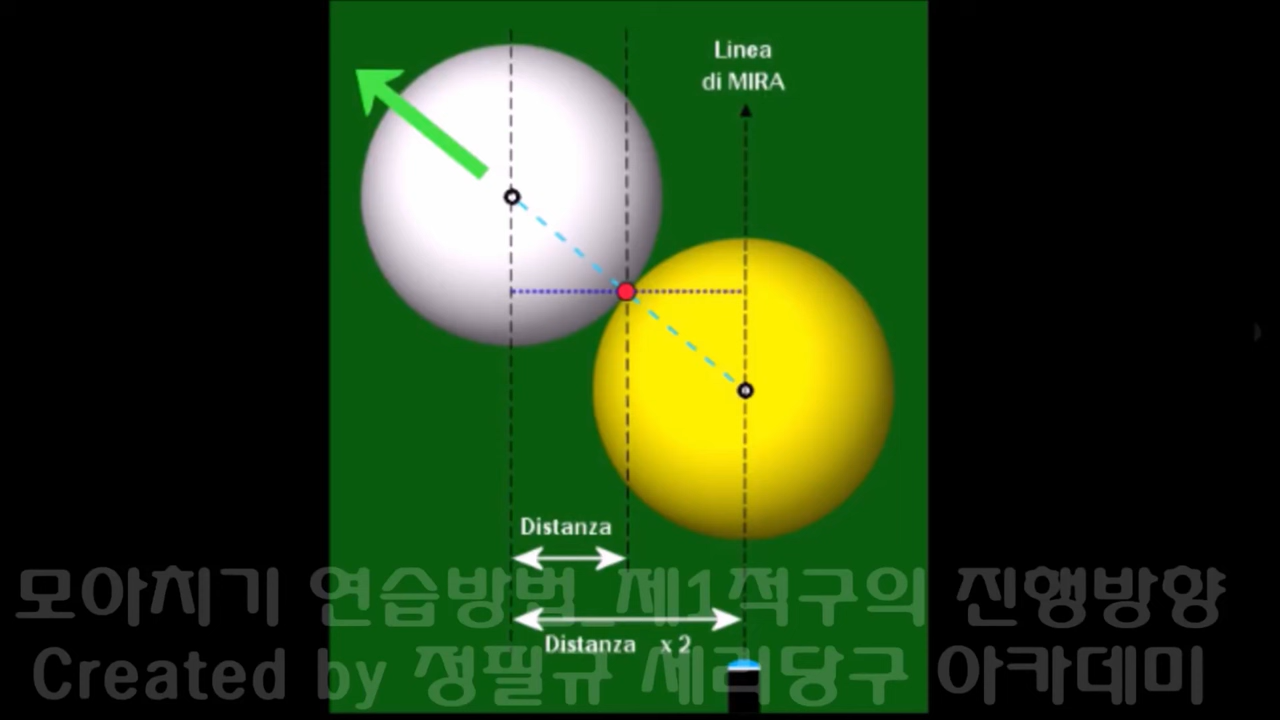 Linea
di MIRA
Distanza
모아치기 연습방법_제1적구의 진행방향
Distanza x 2
Created by 정필규 세리당구 아카데미